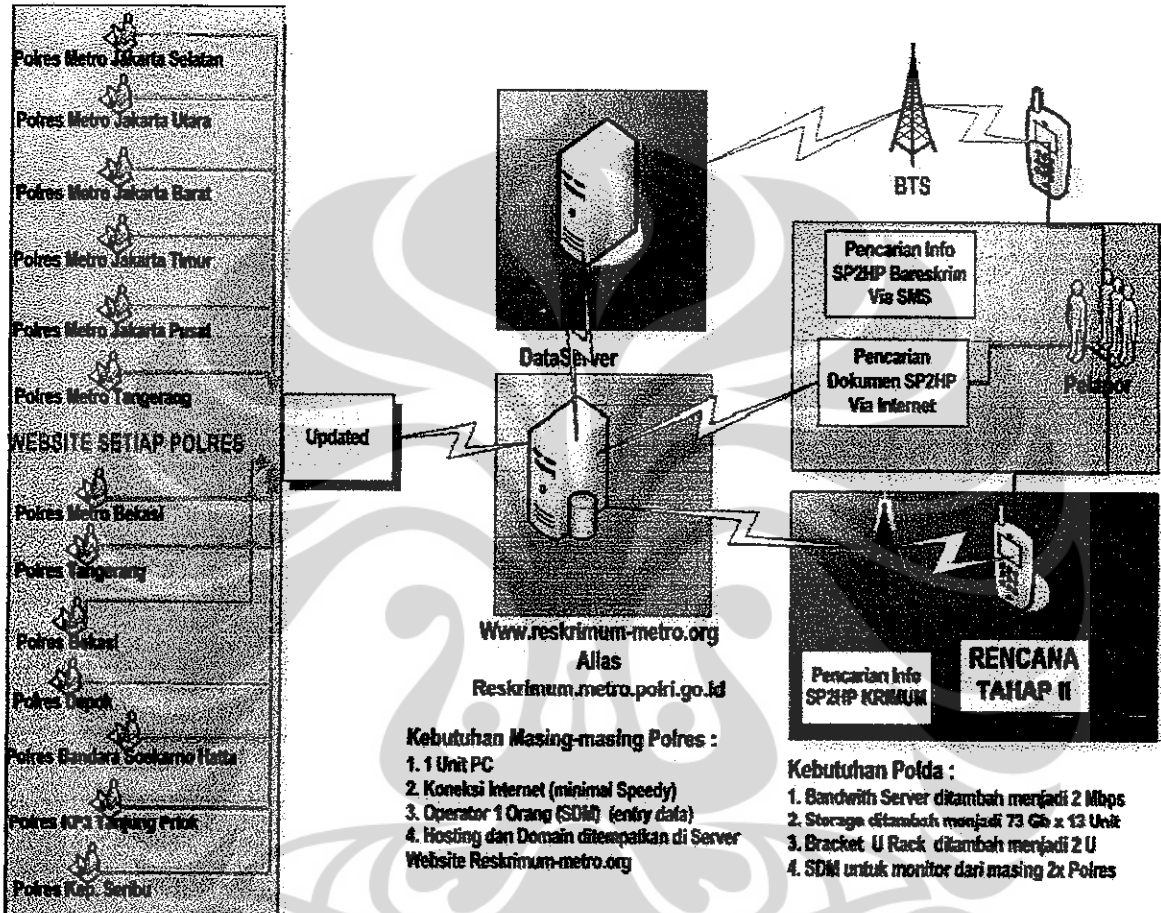 Polres Metro Jakarta Selatan
Polres Metro Jakarta Utara
Polres Metro Jakarta Barat
Polres Metro Jakarta Timur
Polres Metro Jakarta Pusat
Polres Metro Tangerang
WEBSITE SETIAP POLRES
Polres Metro Bekasi
Polres Tangerang
Polres Bekasi
Polres Depok
Polres Bandara Soekarno Hatta
Polres KP3 Tanjung Priok
Polres Kep. Seribu
Updated
DataServer
Www.reskrimum-metro.org
Alias
Reskrimum.metro.polri.go.id
Kebutuhan Masing-masing Polres :
1. 1 Unit PC
2. Koneksi Internet (minimal Speedy)
3. Operator 1 Orang (SDM) (entry data)
4. Hosting dan Domain ditempatkan di Server
Website Reskrimum-metro.org
BTS
Pencarian Info
SP2HP Bareskrim
Via SMS
Pencarian
Dokumen SP2HP
Via Internet
Pelapor
Pencarian Info
SP2HP KRIMUM
RENCANA
TAHAP II
Kebutuhan Polda :
1. Bandwith Server ditambah menjadi 2 Mbps
2. Storage ditambah menjadi 73 Gb x 13 Unit
3. Bracket U Rack ditambah menjadi 2 U
4. SDM untuk monitor dari masing 2x Polres